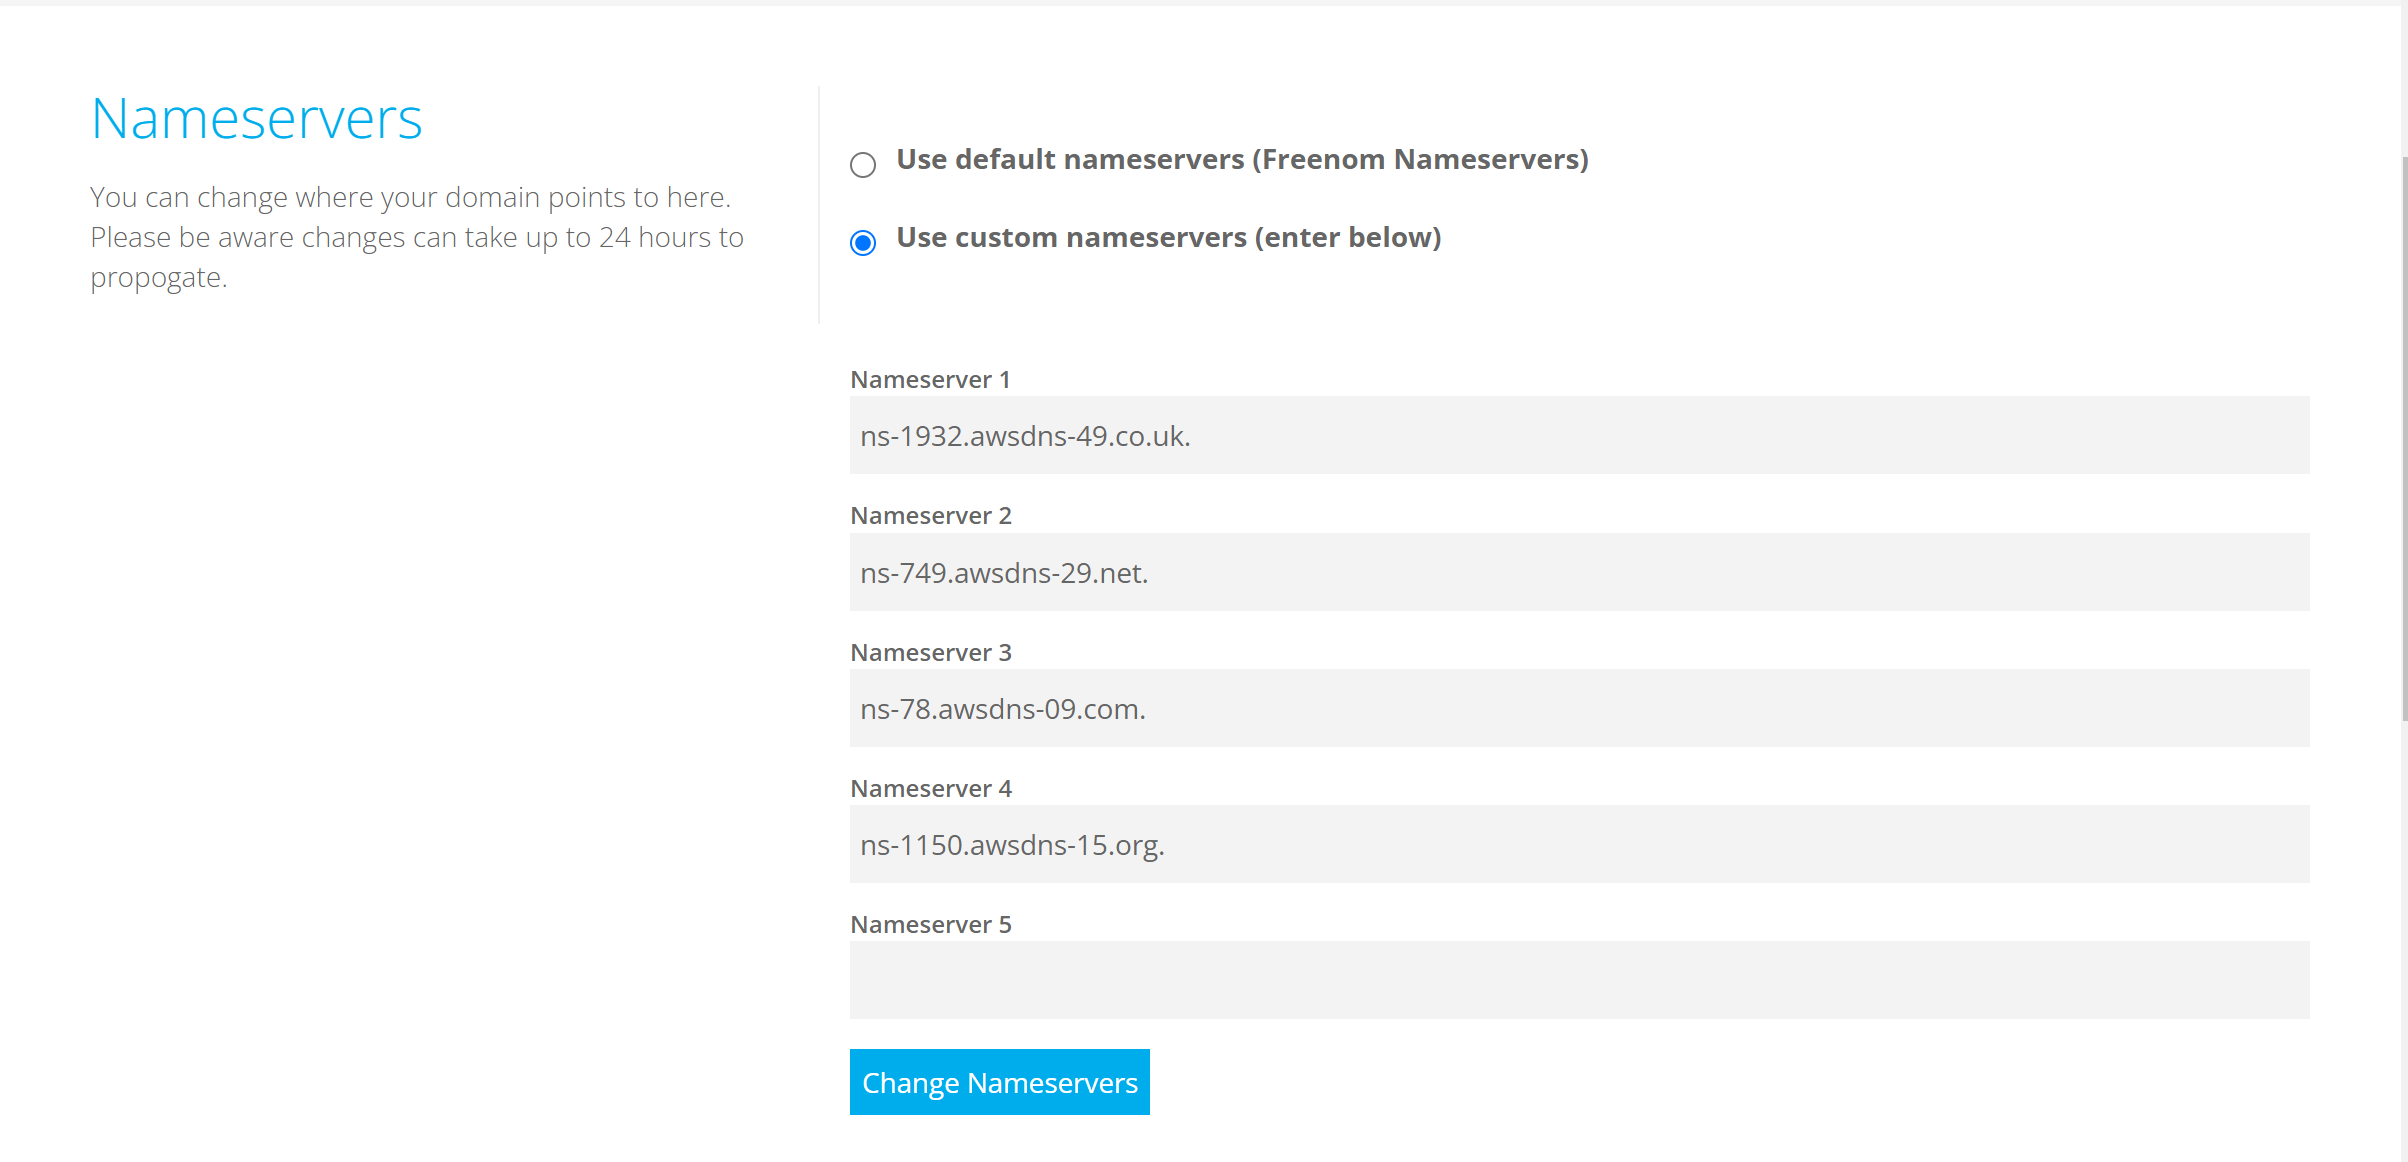 Nameservers
You can change where your domain points to here.
Please be aware changes can take up to 24 hours to
propogate.
Use default nameservers (Freenom Nameservers)
Use custom nameservers (enter below)
Nameserver 1
ns-1932.awsdns-49.co.uk.
Nameserver 2
ns-749.awsdns-29.net.
Nameserver 3
ns-78.awsdns-09.com.
Nameserver 4
ns-1150.awsdns-15.org.
Nameserver 5
Change Nameservers